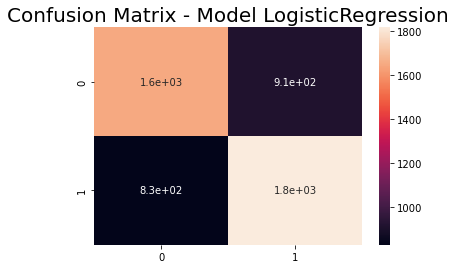 Confusion Matrix - Model LogisticRegression
0
1.6e+03
9.1e+02
1
8.3e+02
1.8e+03
0
1
1800
1600
1400
1200
1000